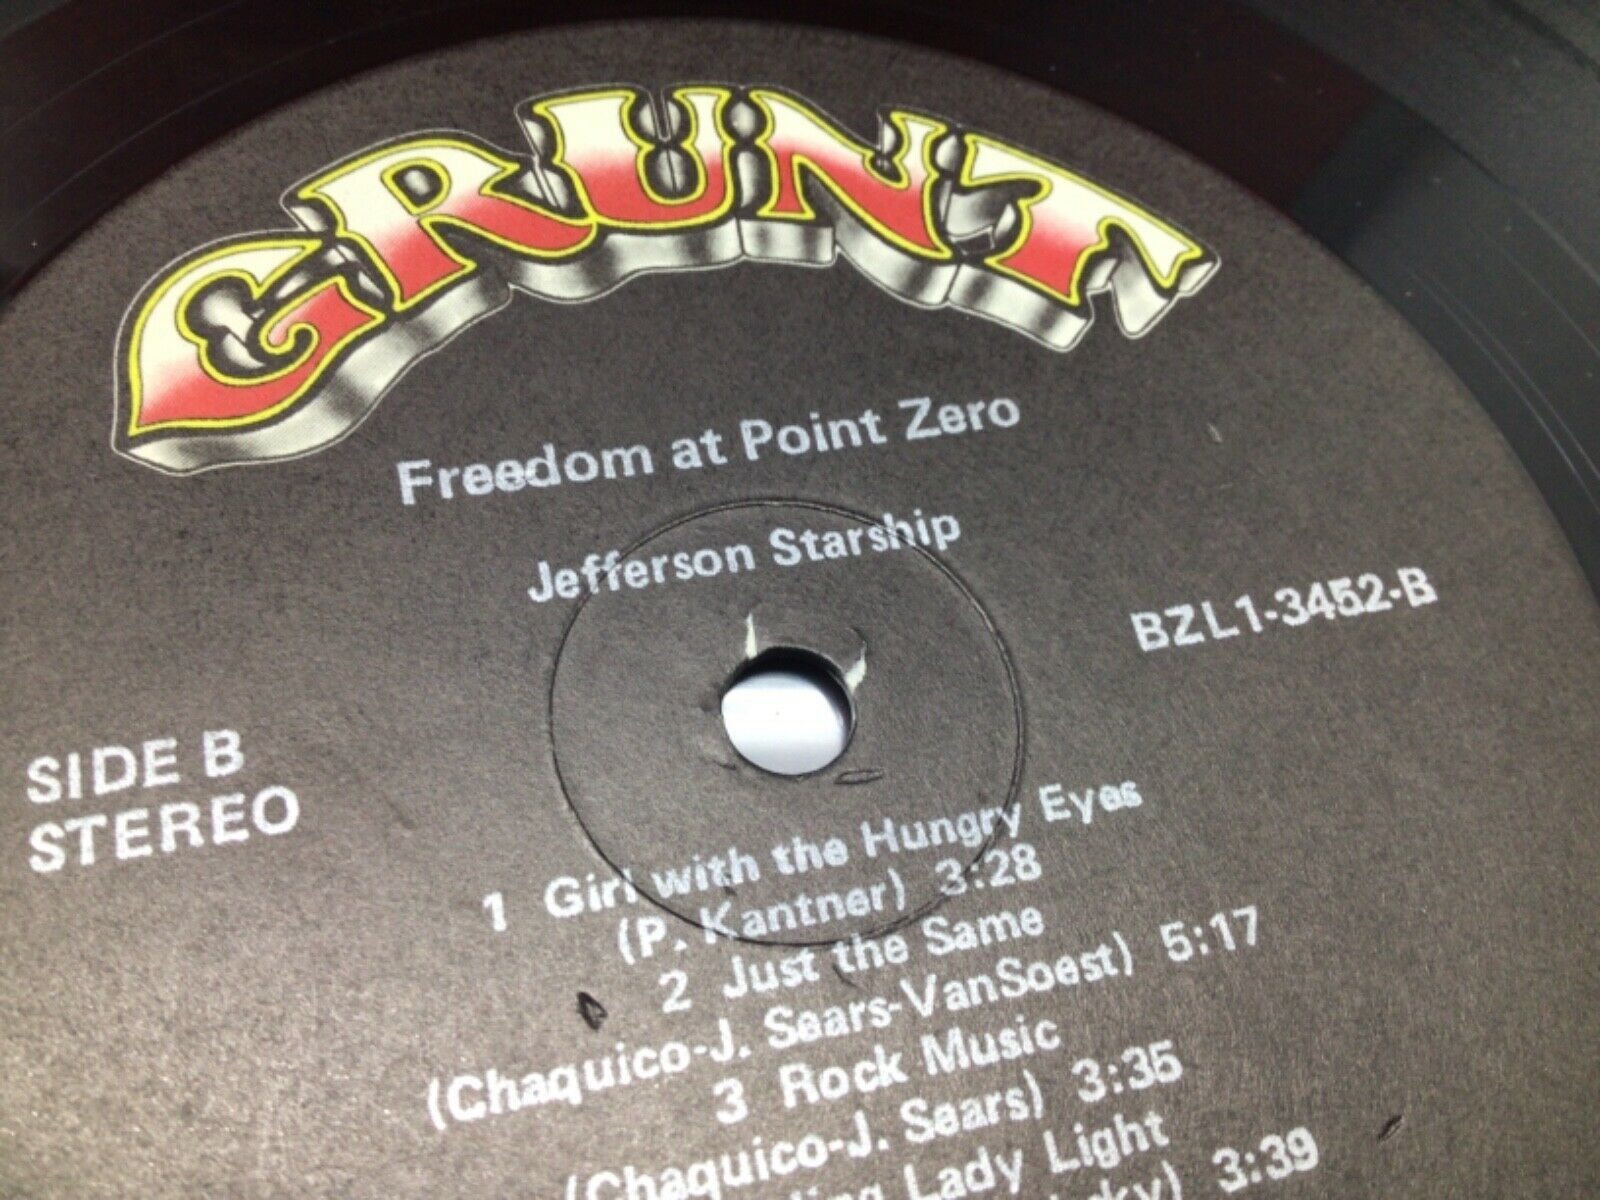 GRUNT
Freedom at Point Zero
Jefferson Starship
BZL1-3452-B
SIDE B
STEREO
1 Girl with the Hungry Eyes
(P. Kantner) 3:28
2 Just the Same
(Chaquico-J. Sears-VanSoest) 5:17
3 Rock Music
(Chaquico-J. Sears) 3:35
Lady Light
3:39